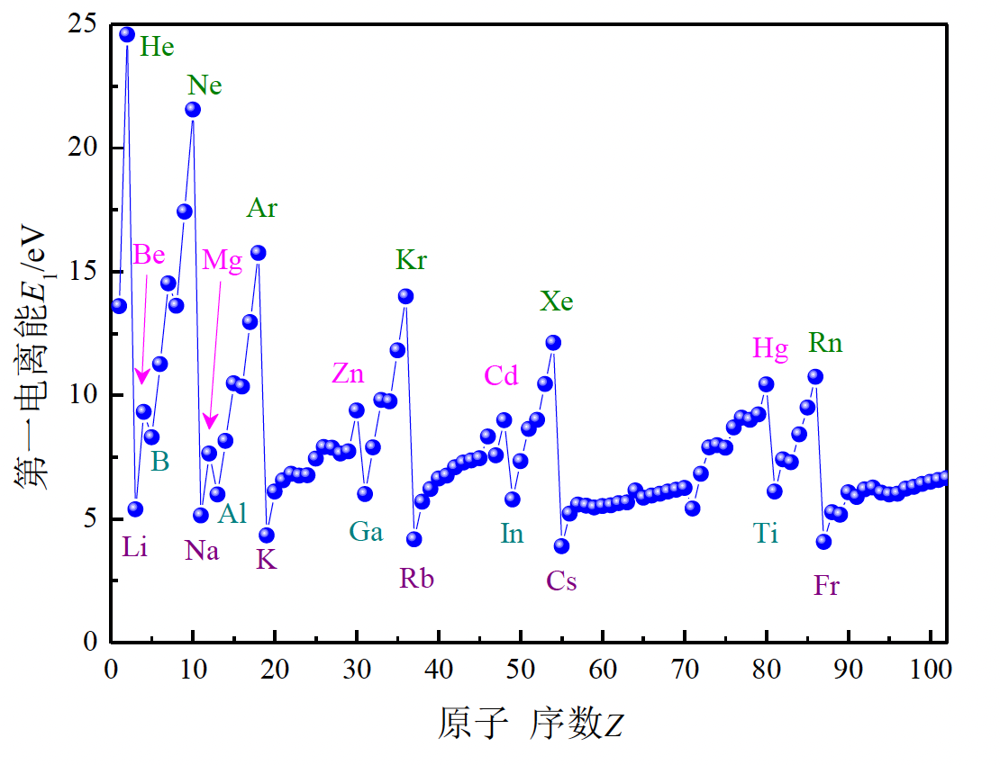 25
20
15
10
5
0
0 10 20 30 40 50 60 70 80 90 100
第一电离能E1/eV
原子 序数Z
He
Ne
Ar
Be
Mg
Kr
Xe
Hg
Rn
Zn
Cd
B
Al
Ga
In
Ti
Li
Na
K
Rb
Cs
Fr